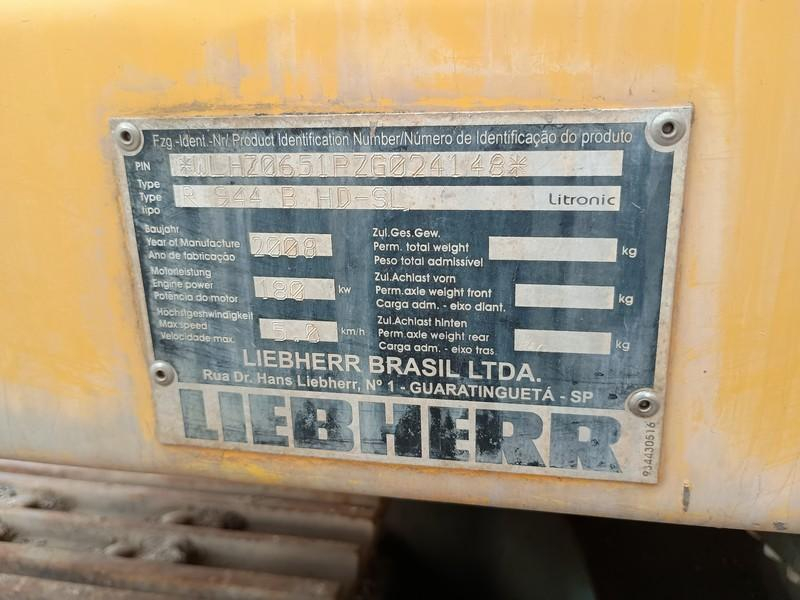 Fzg.-Ident.-Nr/ Product Identification Number/Número de Identificação do produto
PIN *WLHZ0651PZG024148*
Type
Type R 944 B HD-SL Litronic
tipo
Baujahr
Year of Manufacture 2008
Ano de fabricação
Motorleistung
Engine power 180 kw
Potência do motor
Höchstgeswindigkeit
Max speed 5.0 km/h
Velocidade max.
Zul.Ges.Gew.
Perm. total weight kg
Peso total admissível
Zul.Achlast vorn
Perm.axle weight front kg
Carga adm. - eixo diant.
Zul.Achlast hinten
Perm.axle weight rear kg
Carga adm. - eixo tras.
LIEBHERR BRASIL LTDA.
Rua Dr. Hans Liebherr, Nº 1 - GUARATINGUETÁ - SP
LIEBHERR
934430516